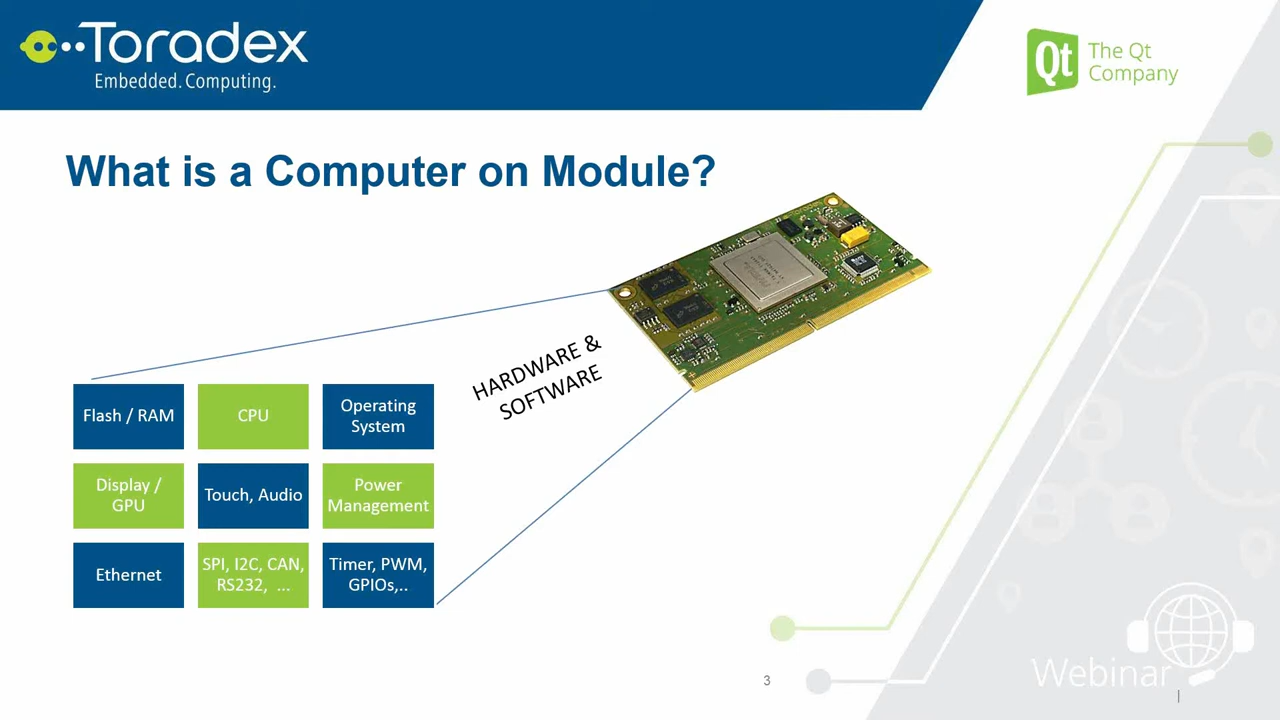 Toradex
Embedded. Computing.
Qt
The Qt
Company
What is a Computer on Module?
HARDWARE &
SOFTWARE
Flash / RAM
CPU
Operating
System
Display /
GPU
Touch, Audio
Power
Management
Ethernet
SPI, I2C, CAN,
RS232, ...
Timer, PWM,
GPIOs,..
3
Webinar